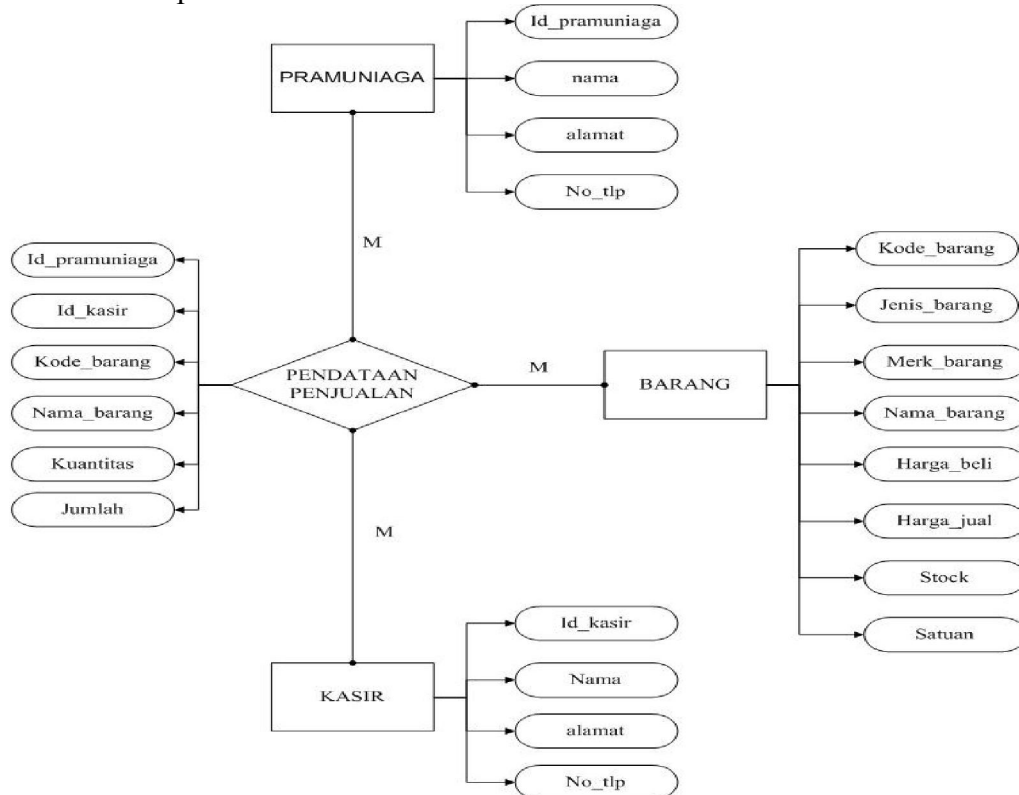 Id_pramuniaga
PRAMUNIAGA
nama
alamat
No_tlp
M
Id_pramuniaga
Id_kasir
Kode_barang
Nama_barang
Kuantitas
Jumlah
PENDATAAN
PENJUALAN
M
BARANG
Kode_barang
Jenis_barang
Merk_barang
Nama_barang
Harga_beli
Harga_jual
Stock
Satuan
M
KASIR
Id_kasir
Nama
alamat
No_tlp